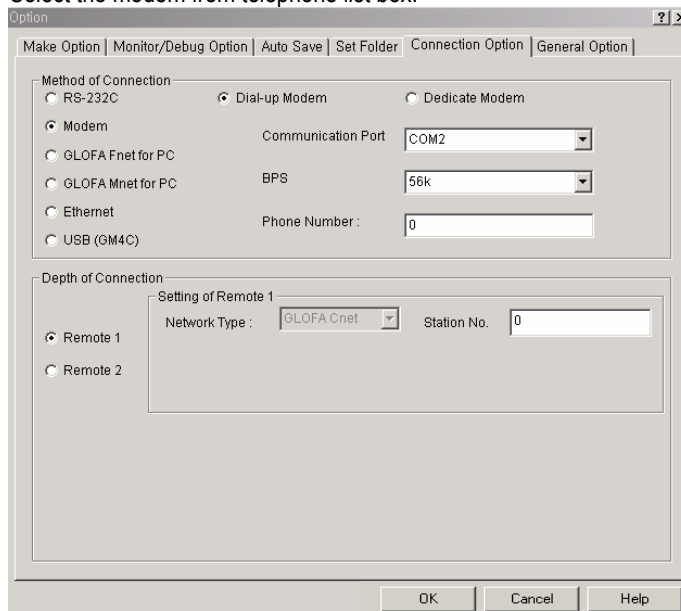 Select the modem from telephone list box.
Option
Make Option Monitor/Debug Option Auto Save Set Folder Connection Option General Option
Method of Connection
RS-232C Dial-up Modem Dedicate Modem
Modem
Communication Port COM2
GLOFA Fnet for PC
GLOFA Mnet for PC
BPS 56k
Ethernet
Phone Number : 0
USB (GM4C)
Depth of Connection
Setting of Remote 1
Network Type : GLOFA Cnet Station No. 0
Remote 1
Remote 2
OK Cancel Help